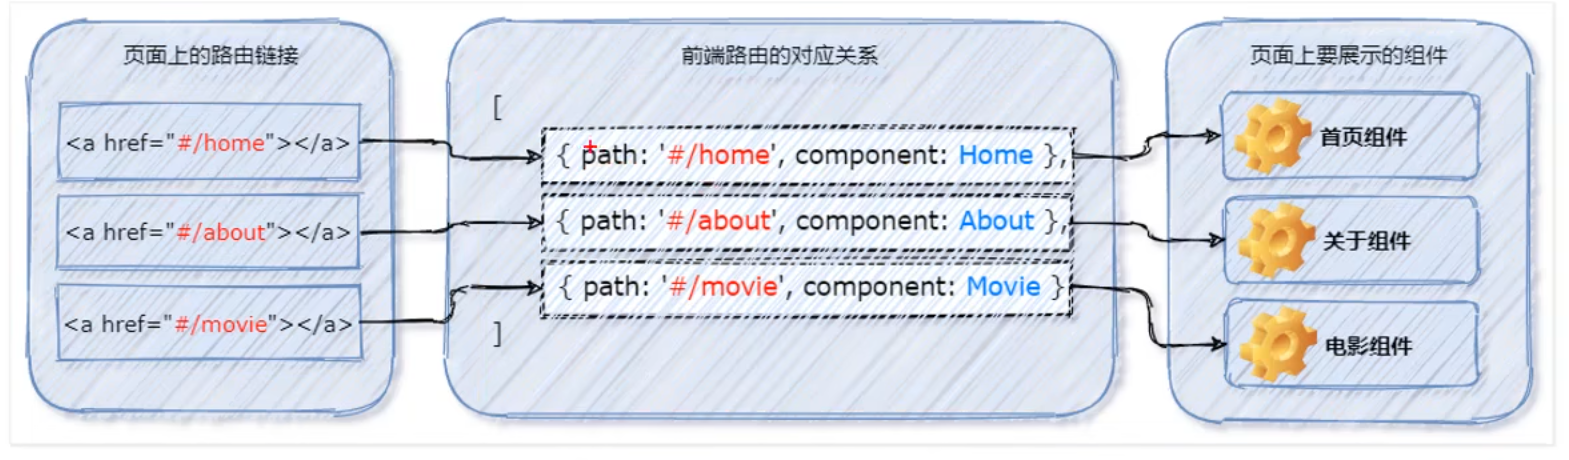 页面上的路由链接
<a href="#/home"></a>
<a href="#/about"></a>
<a href="#/movie"></a>
前端路由的对应关系
[
{ path: '#/home', component: Home },
{ path: '#/about', component: About },
{ path: '#/movie', component: Movie }
]
页面上要展示的组件
首页组件
关于组件
电影组件